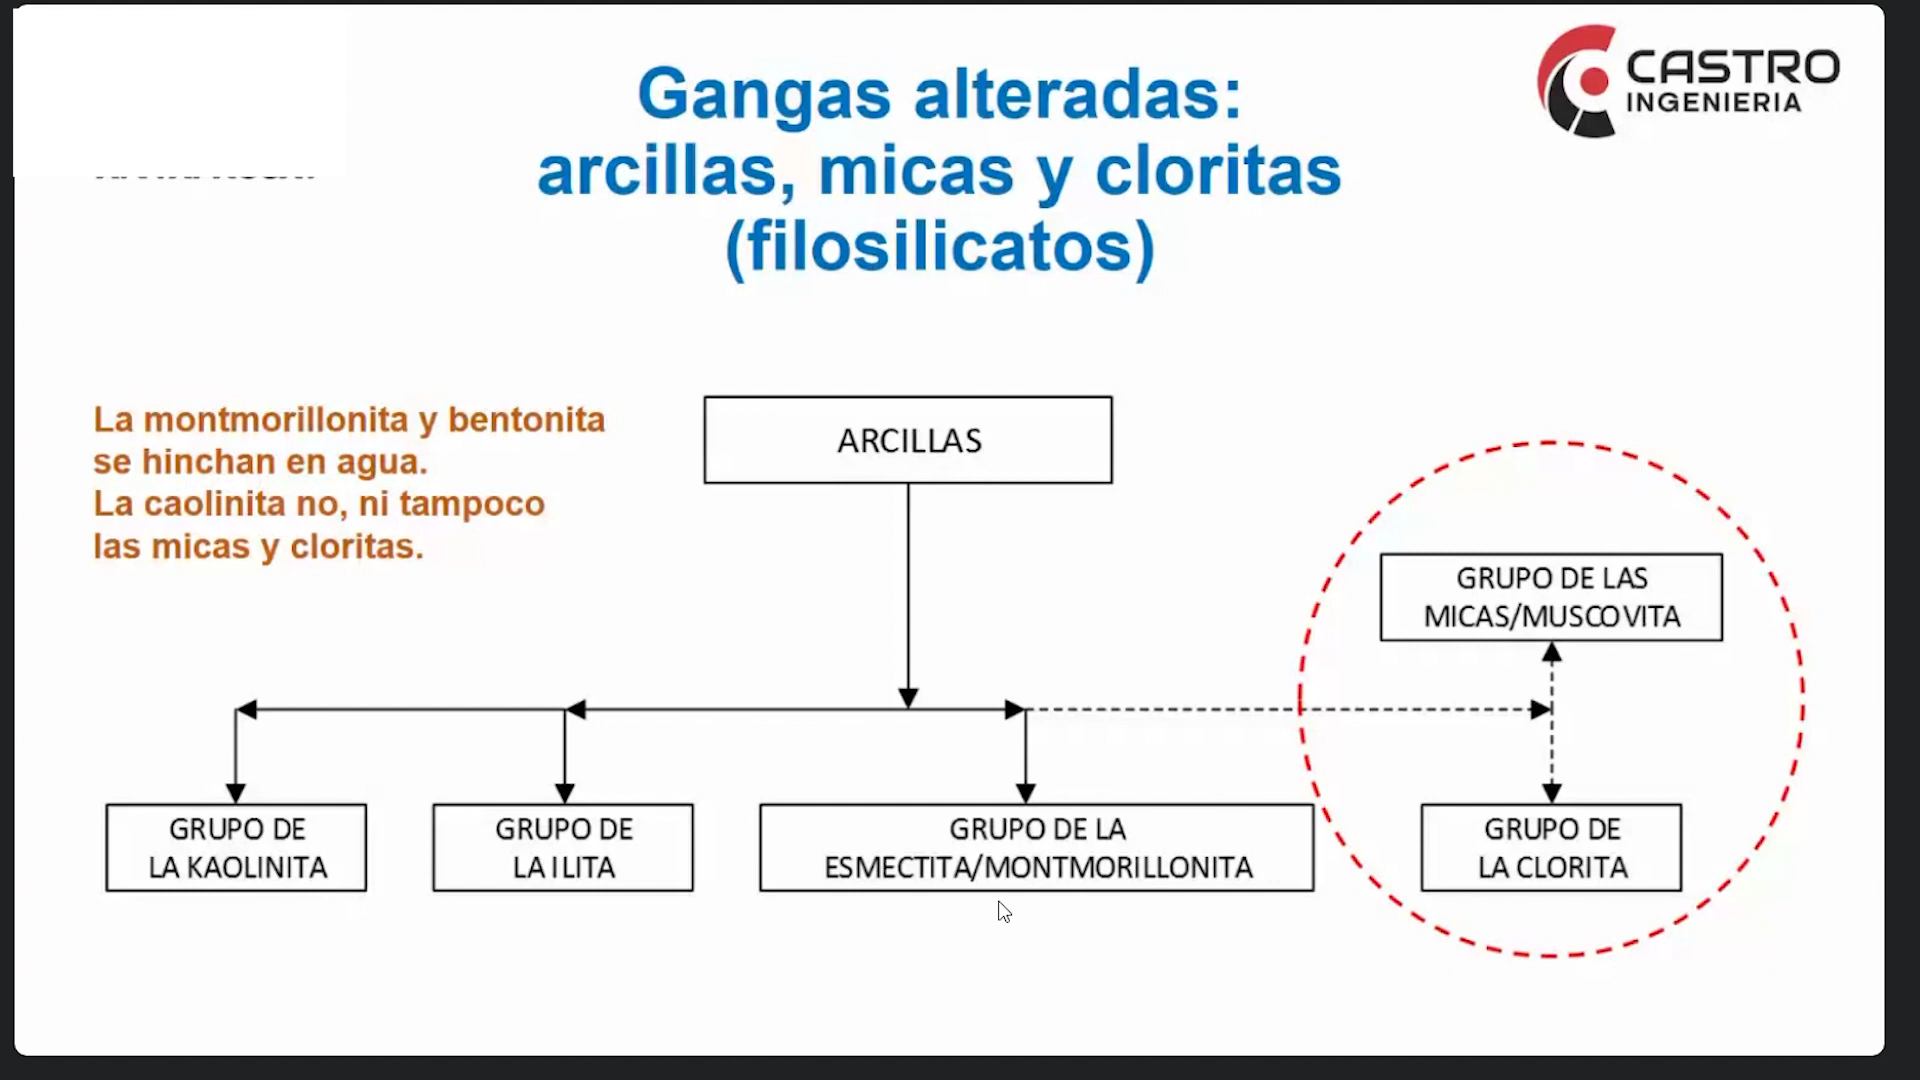 CASTRO
INGENIERIA
Gangas alteradas:
arcillas, micas y cloritas
(filosilicatos)
La montmorillonita y bentonita
se hinchan en agua.
La caolinita no, ni tampoco
las micas y cloritas.
ARCILLAS
GRUPO DE LAS
MICAS/MUSCOVITA
GRUPO DE
LA KAOLINITA
GRUPO DE
LA ILITA
GRUPO DE LA
ESMECTITA/MONTMORILLONITA
GRUPO DE
LA CLORITA